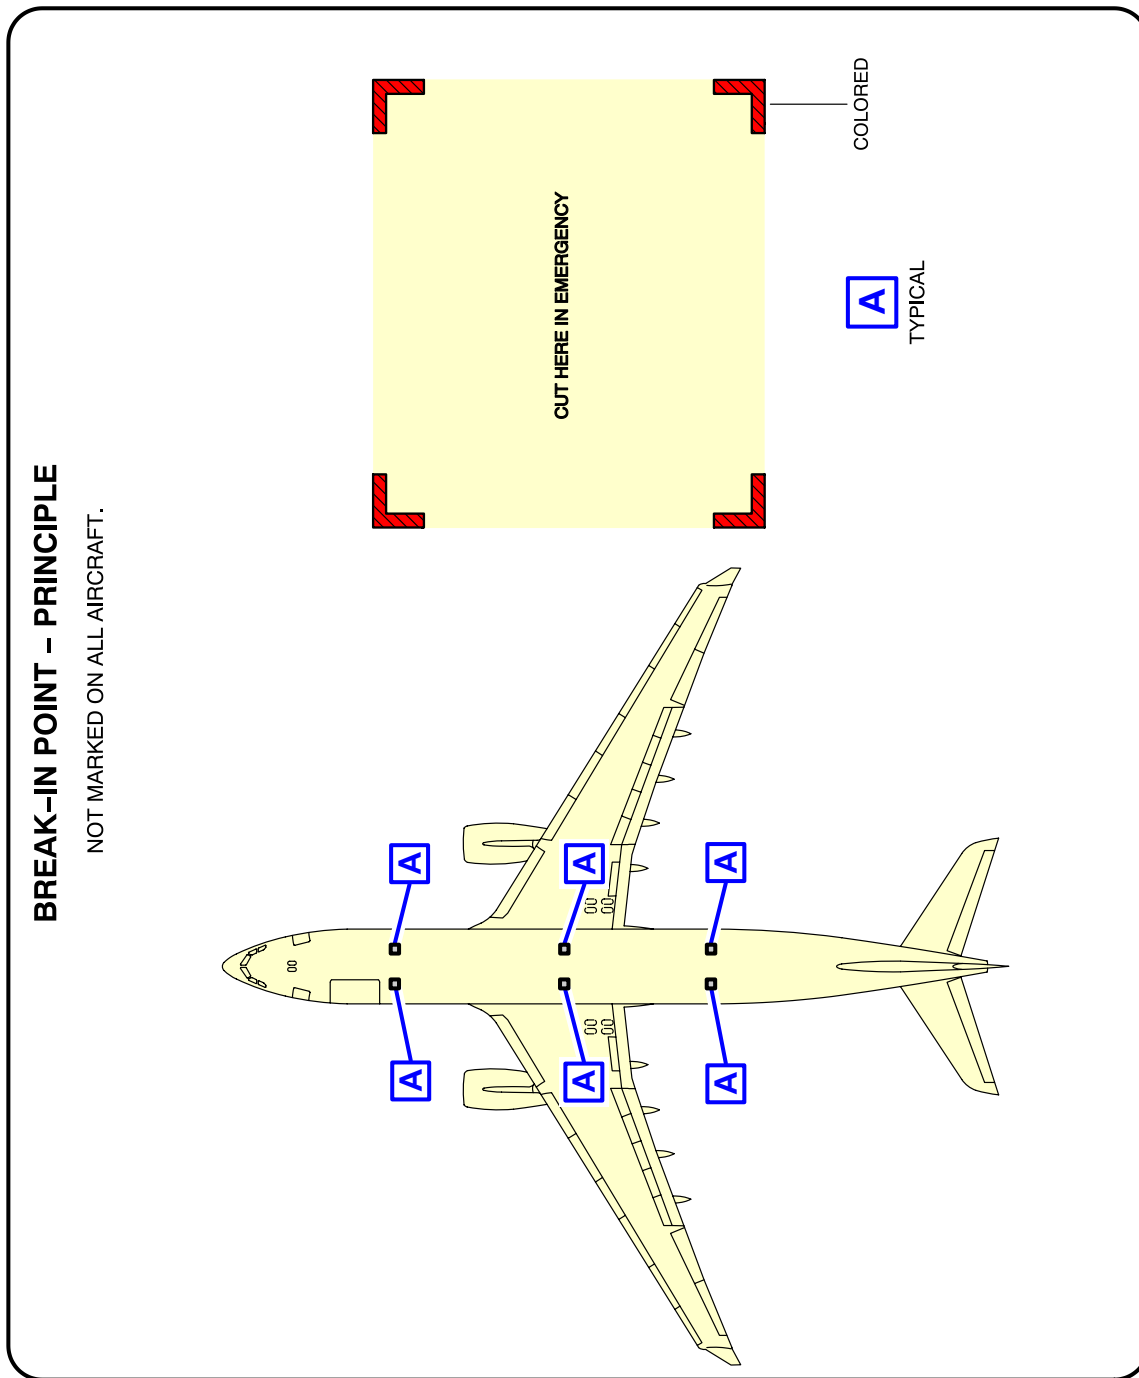 BREAK–IN POINT – PRINCIPLE
NOT MARKED ON ALL AIRCRAFT.
A
A
A
A
A
A
CUT HERE IN EMERGENCY
COLORED
A
TYPICAL